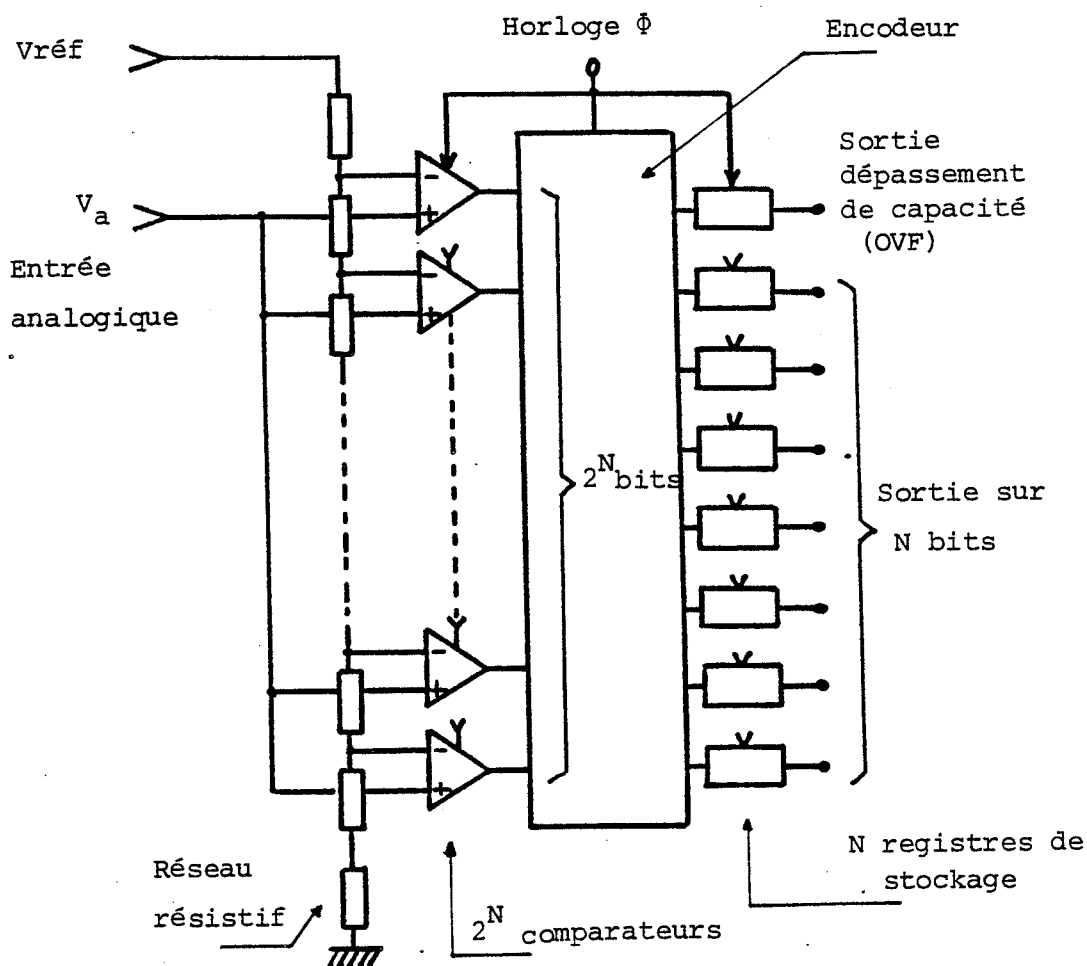 Horloge Φ
Encodeur
Vréf
Va
Entrée
analogique
Sortie
dépassement
de capacité
(OVF)
2^N bits
Sortie sur
N bits
Réseau
résistif
2^N comparateurs
N registres de
stockage
- + - + - + - +